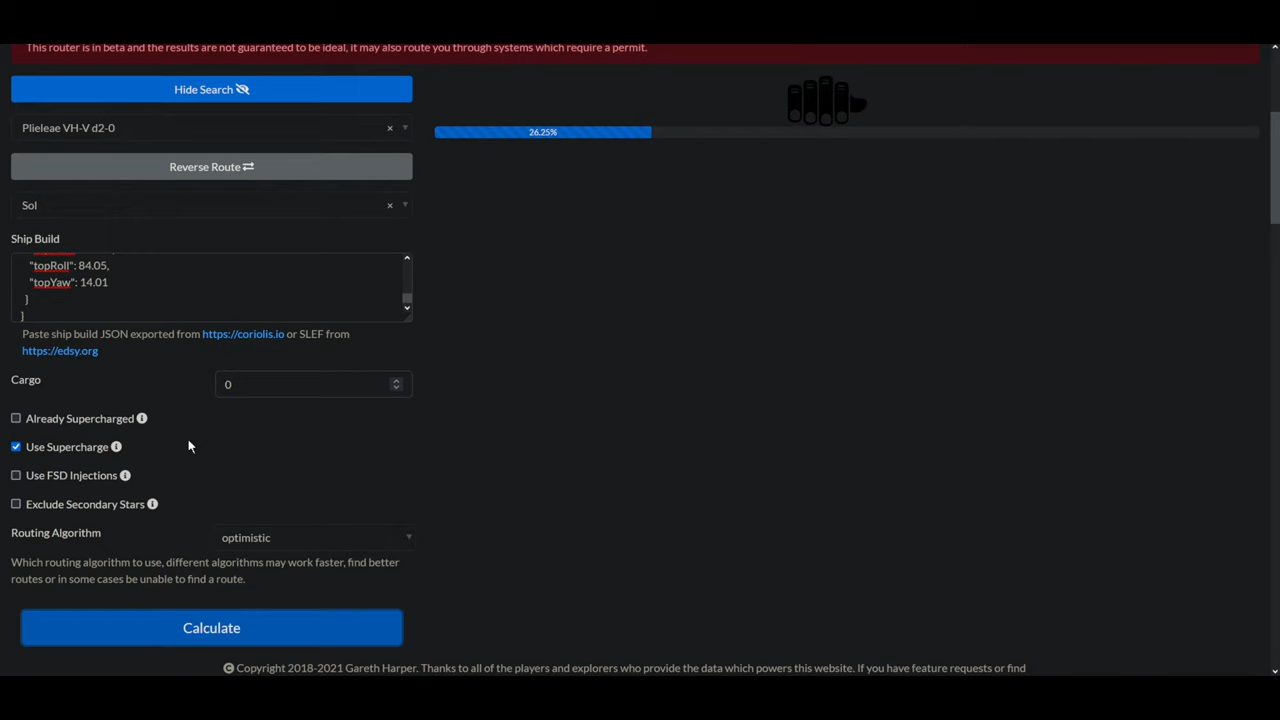 This router is in beta and the results are not guaranteed to be ideal, it may also route you through systems which require a permit.
Hide Search
26.25%
Plieleae VH-V d2-0
×
Reverse Route
Sol
×
Ship Build
"topRoll": 84.05,
"topYaw": 14.01
}
}
Paste ship build JSON exported from https://coriolis.io or SLEF from
https://edsy.org
Cargo
0
Already Supercharged
Use Supercharge
Use FSD Injections
Exclude Secondary Stars
Routing Algorithm
optimistic
Which routing algorithm to use, different algorithms may work faster, find better
routes or in some cases be unable to find a route.
Calculate
© Copyright 2018-2021 Gareth Harper. Thanks to all of the players and explorers who provide the data which powers this website. If you have feature requests or find